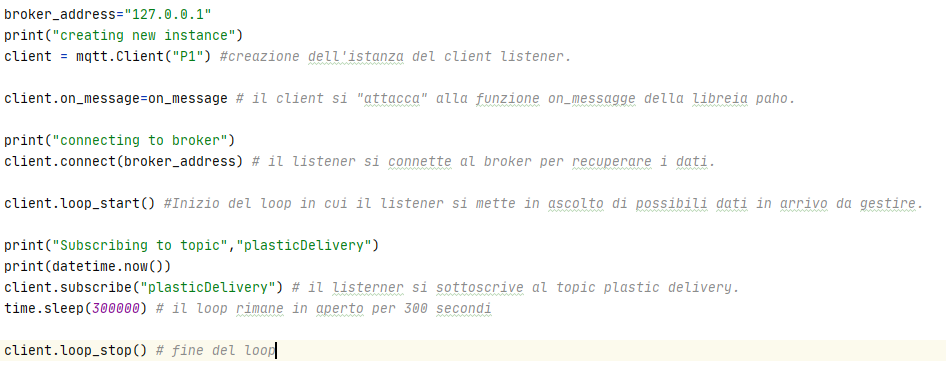 broker_address="127.0.0.1"
print("creating new instance")
client = mqtt.Client("P1") #creazione dell'istanza del client listener.
client.on_message=on_message # il client si "attacca" alla funzione on_messagge della libreia paho.
print("connecting to broker")
client.connect(broker_address) # il listener si connette al broker per recuperare i dati.
client.loop_start() #Inizio del loop in cui il listener si mette in ascolto di possibili dati in arrivo da gestire.
print("Subscribing to topic","plasticDelivery")
print(datetime.now())
client.subscribe("plasticDelivery") # il listerner si sottoscrive al topic plastic delivery.
time.sleep(300000) # il loop rimane in aperto per 300 secondi
client.loop_stop() # fine del loop